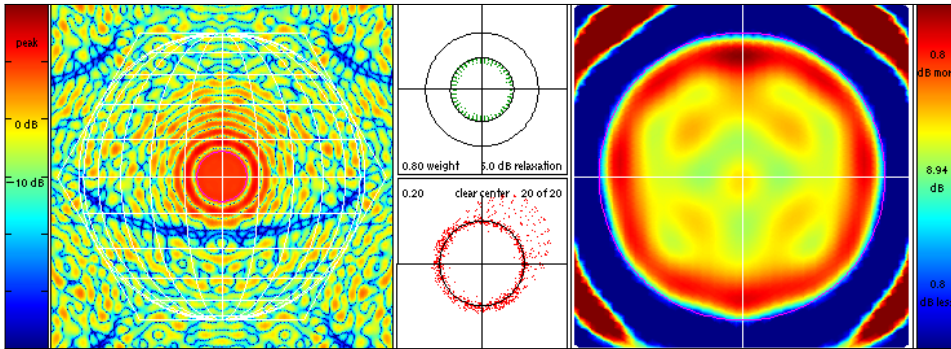 peak
0 dB
-10 dB
0.80 weight 5.0 dB relaxation
0.20 clear center 20 of 20
0.8
dB mor
8.94
dB
0.8
dB les